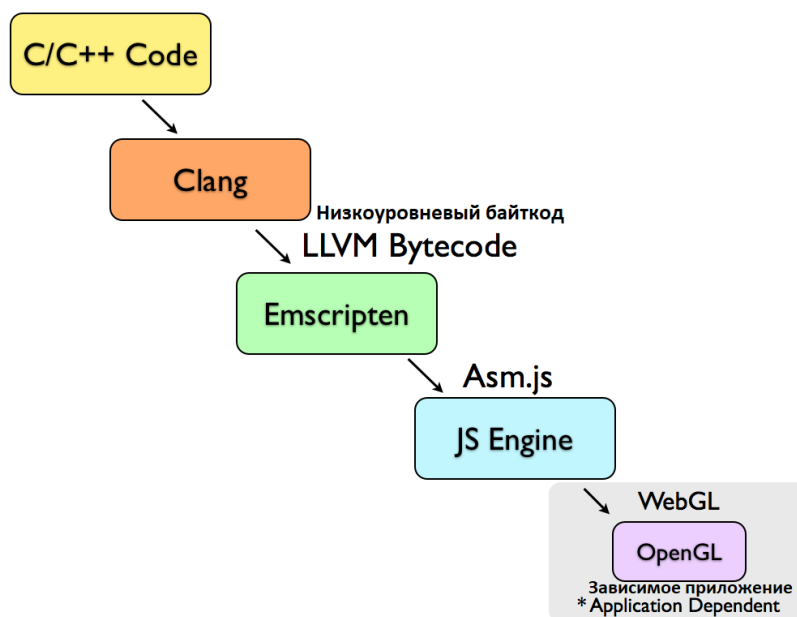 C/C++ Code
Clang
Низкоуровневый байткод
LLVM Bytecode
Emscripten
Asm.js
JS Engine
WebGL
OpenGL
Зависимое приложение
* Application Dependent